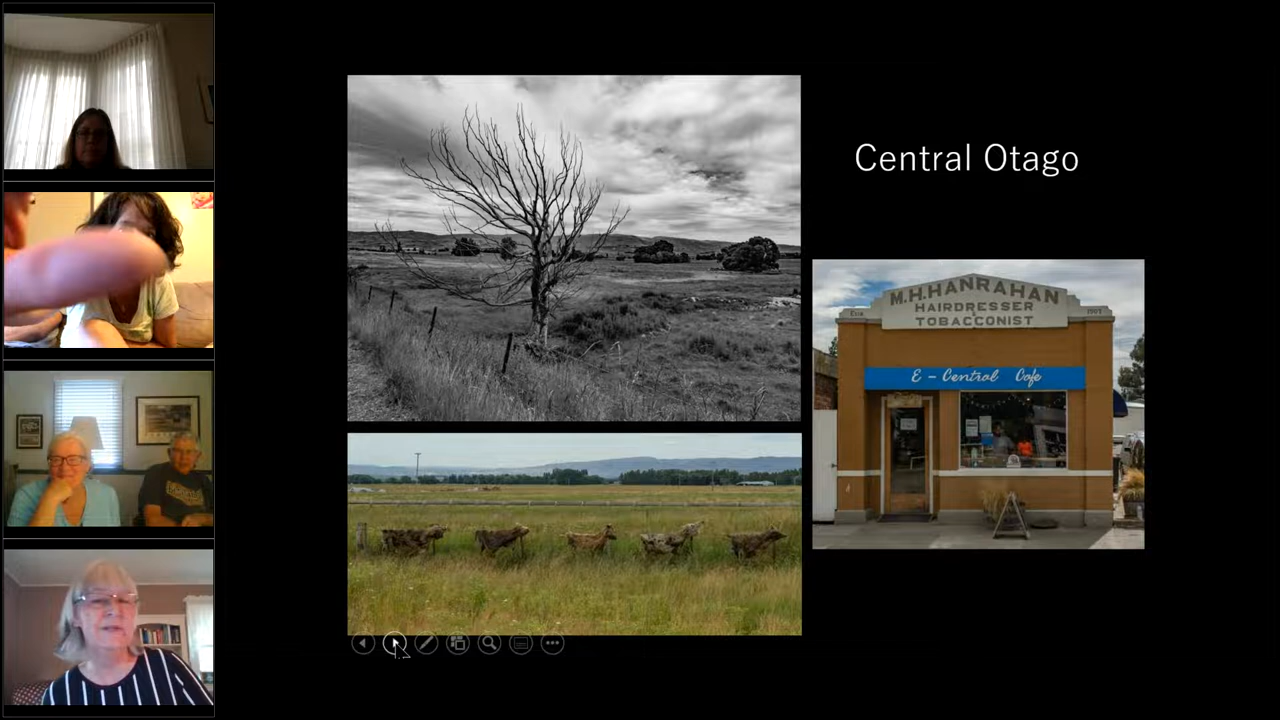 Central Otago
M.H.HANRAHAN
HAIRDRESSER
TOBACCONIST
E - Central Cafe